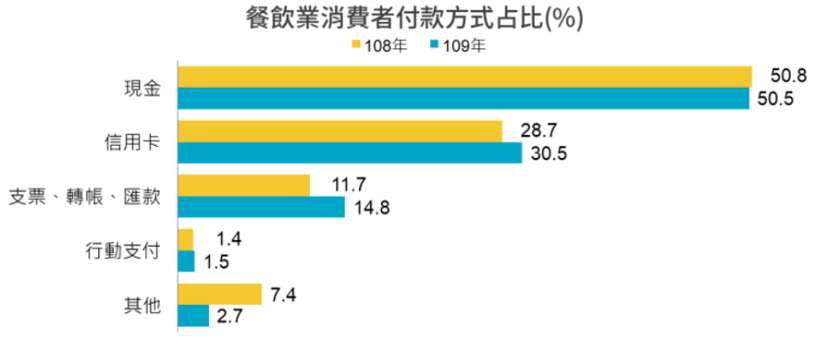 餐飲業消費者付款方式占比(%)
108年 109年
現金 50.8
50.5
信用卡 28.7
30.5
支票、轉帳、匯款 11.7
14.8
行動支付 1.4
1.5
其他 7.4
2.7